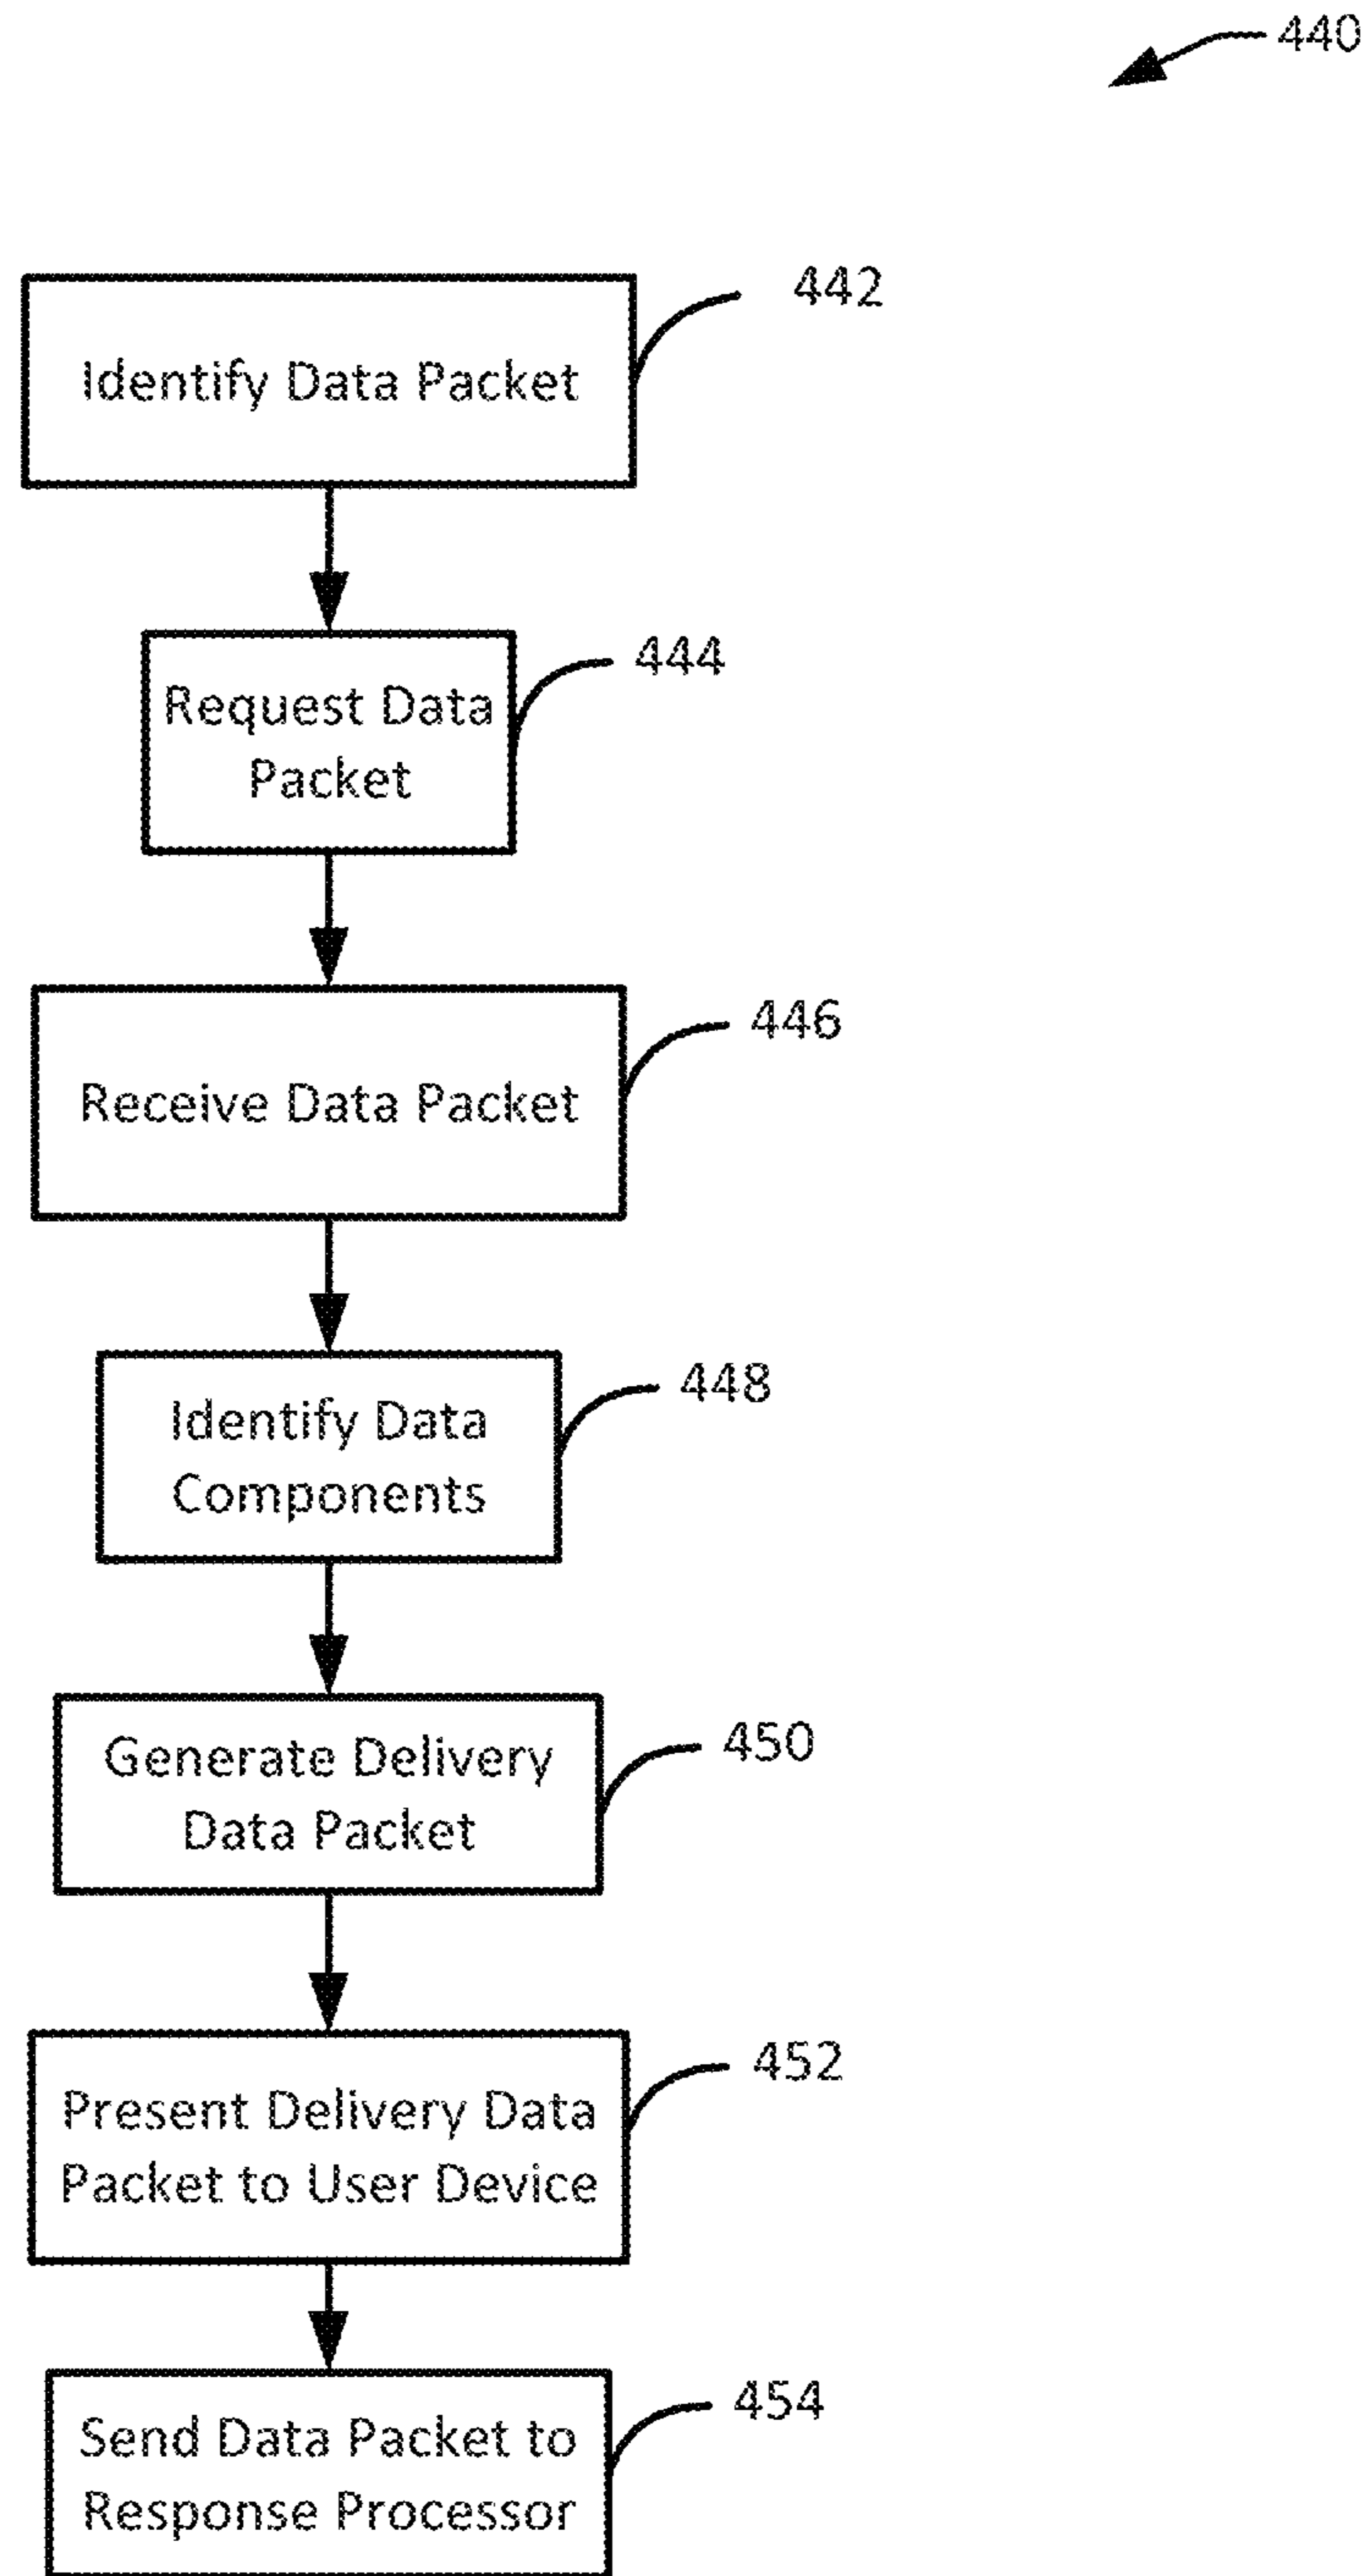 440
442
Identify Data Packet
444
Request Data
Packet
446
Receive Data Packet
448
Identify Data
Components
450
Generate Delivery
Data Packet
452
Present Delivery Data
Packet to User Device
454
Send Data Packet to
Response Processor